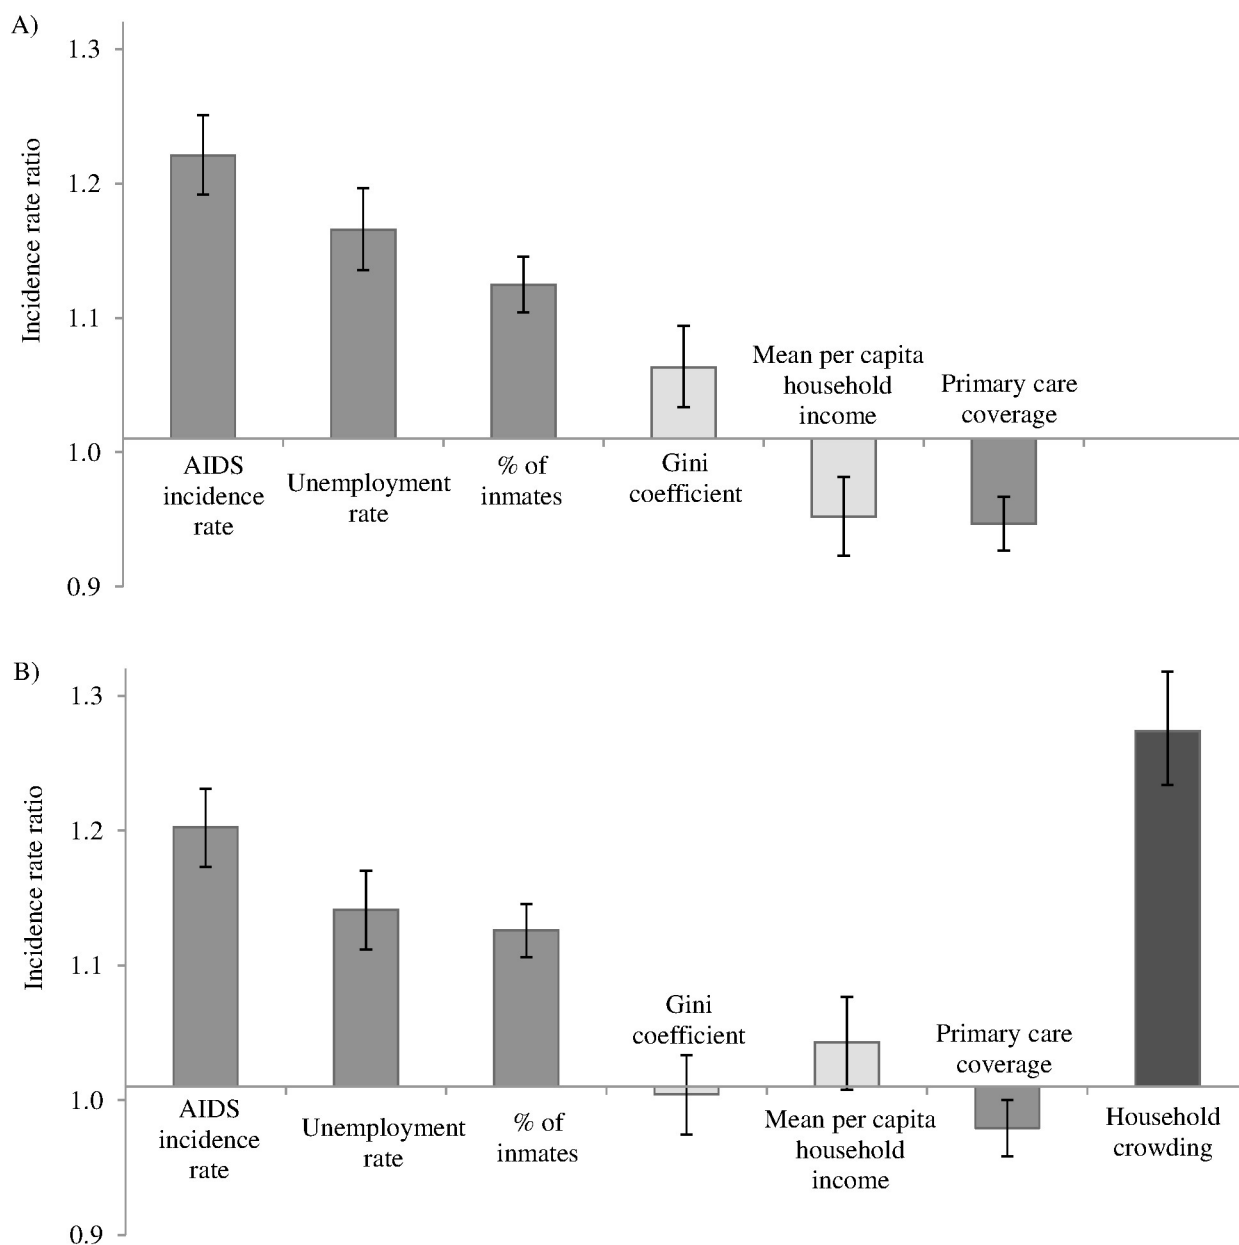 A)
1.3
1.2
1.1
1.0
0.9
Incidence rate ratio
AIDS
incidence
rate
Unemployment
rate
% of
inmates
Gini
coefficient
Mean per capita
household
income
Primary care
coverage
B)
1.3
1.2
1.1
1.0
0.9
Incidence rate ratio
AIDS
incidence
rate
Unemployment
rate
% of
inmates
Gini
coefficient
Mean per capita
household
income
Primary care
coverage
Household
crowding